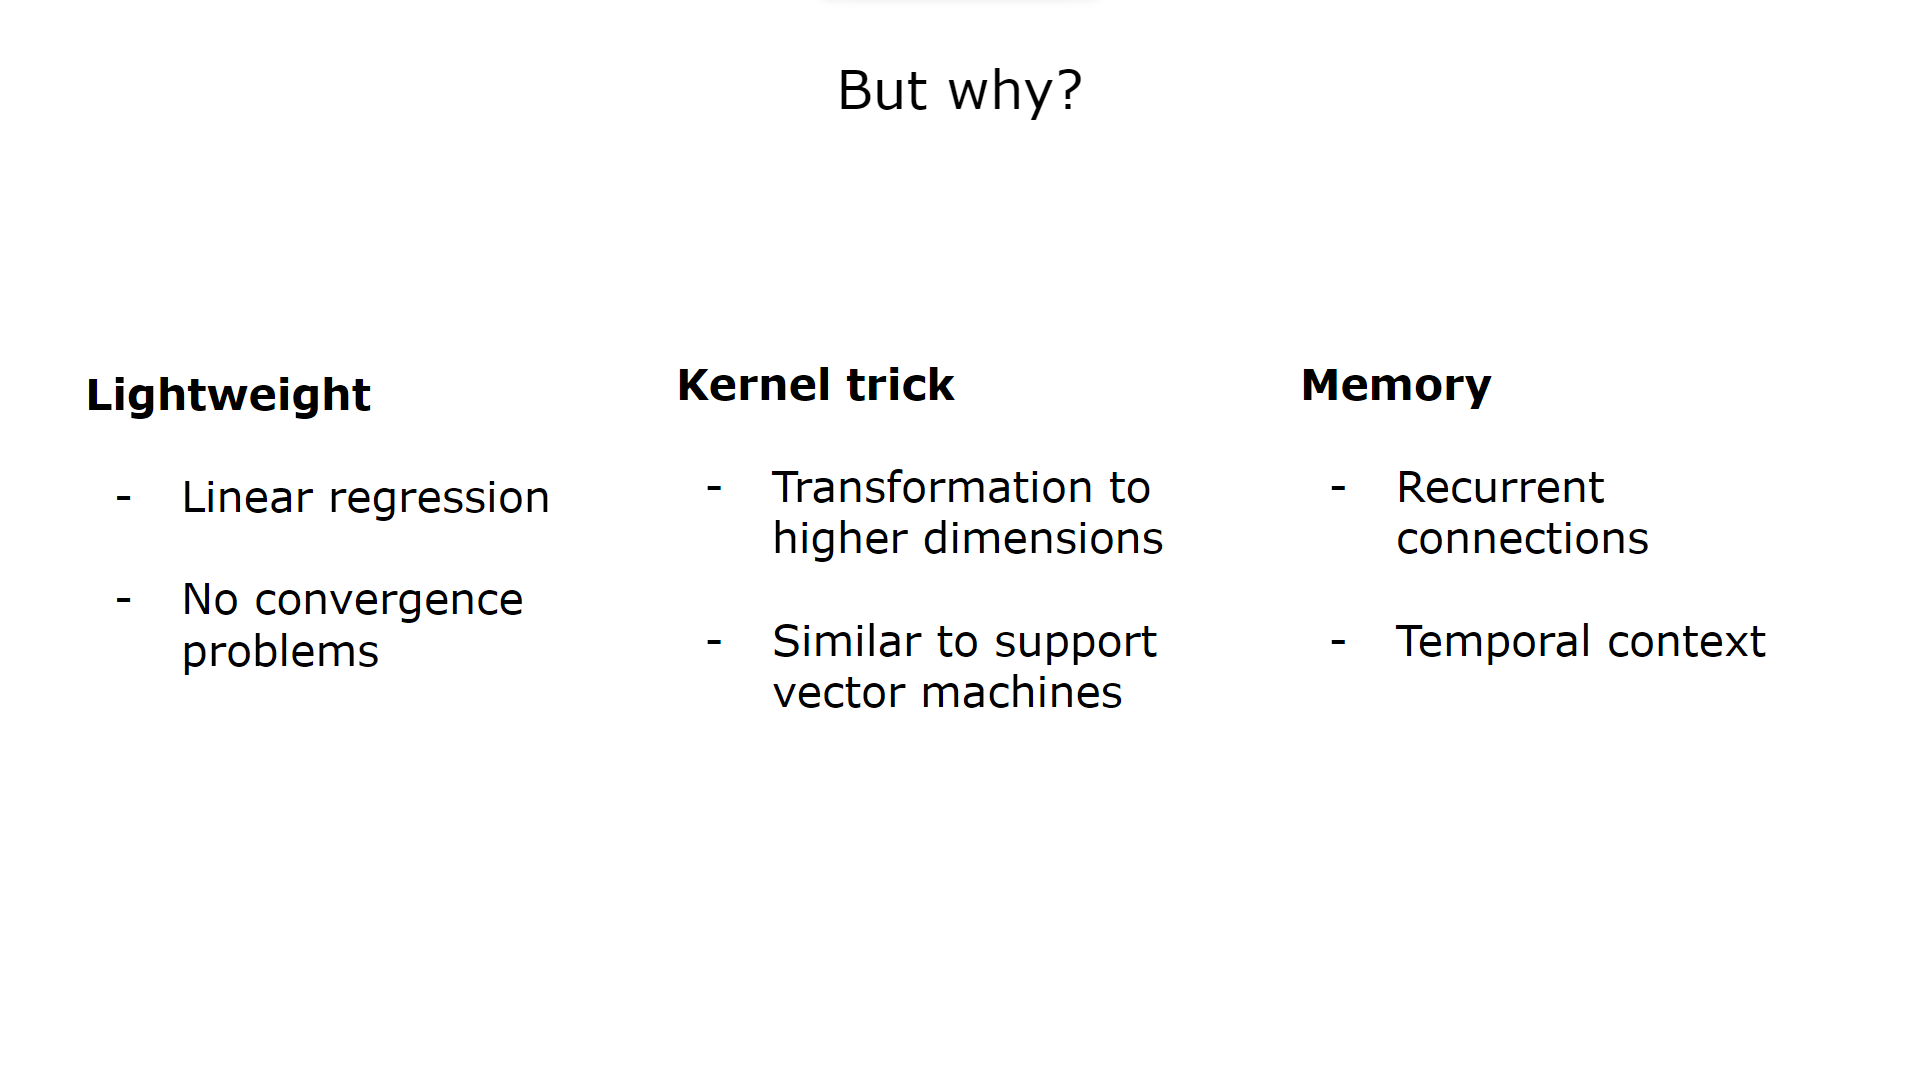 But why?
Lightweight
- Linear regression
- No convergence
problems
Kernel trick
- Transformation to
higher dimensions
- Similar to support
vector machines
Memory
- Recurrent
connections
- Temporal context